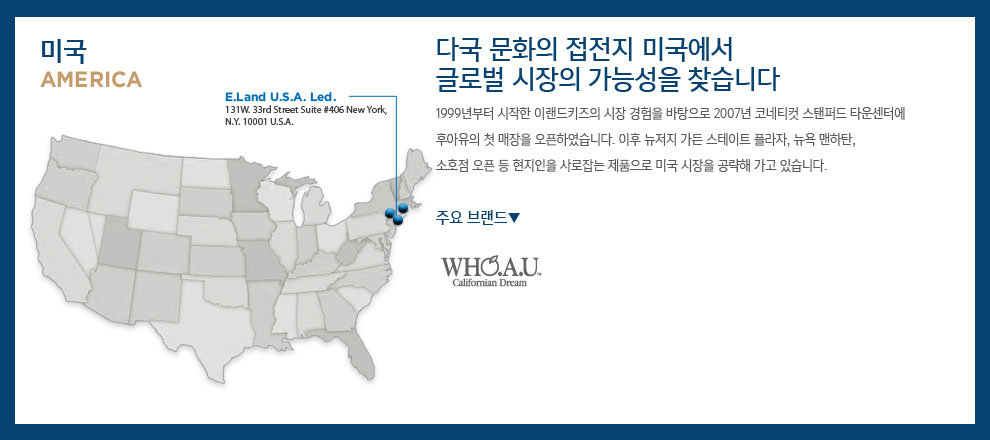 미국
AMERICA
E.Land U.S.A. Led.
131W. 33rd Street Suite #406 New York,
N.Y. 10001 U.S.A.
다국 문화의 접전지 미국에서
글로벌 시장의 가능성을 찾습니다
1999년부터 시작한 이랜드키즈의 시장 경험을 바탕으로 2007년 코네티컷 스탠퍼드 타운센터에
후아유의 첫 매장을 오픈하였습니다. 이후 뉴저지 가든 스테이트 플라자, 뉴욕 맨하탄,
소호점 오픈 등 현지인을 사로잡는 제품으로 미국 시장을 공략해 가고 있습니다.
주요 브랜드▼
WHO.A.U™
Californian Dream